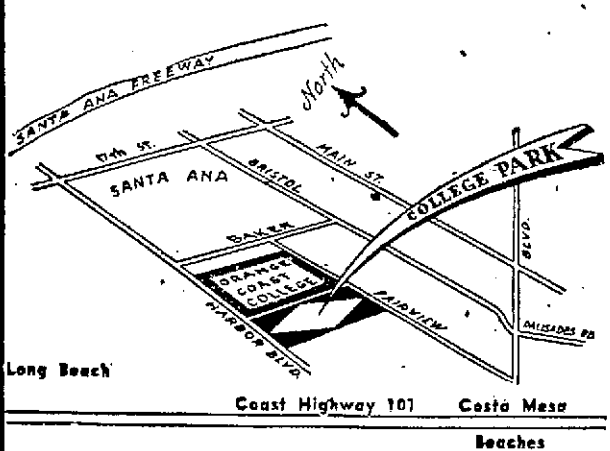 SANTA ANA FREEWAY
North
17th ST.
SANTA ANA
BRISTOL
MAIN ST.
COLLEGE PARK
BLVD.
BAKER
ORANGE
COAST
COLLEGE
HARBOR BLVD.
FAIRVIEW
PALISADES RD
Long Beach
Coast Highway 101
Costa Mesa
Beaches